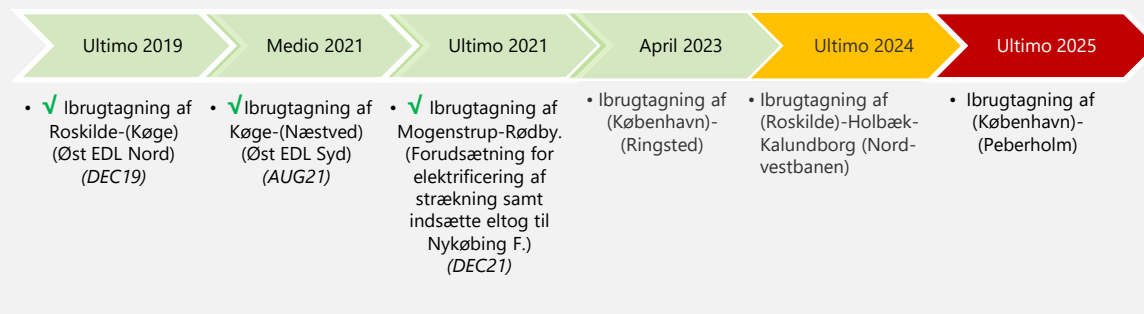 Ultimo 2019
• √ Ibrugtagning af
Roskilde-(Køge)
(Øst EDL Nord)
(DEC19)
Medio 2021
• √Ibrugtagning af
Køge-(Næstved)
(Øst EDL Syd)
(AUG21)
Ultimo 2021
• √ Ibrugtagning af
Mogenstrup-Rødby.
(Forudsætning for
elektrificering af
strækning samt
indsætte eltog til
Nykøbing F.)
(DEC21)
April 2023
• Ibrugtagning af
(København)-
(Ringsted)
Ultimo 2024
• Ibrugtagning af
(Roskilde)-Holbæk-
Kalundborg (Nord-
vestbanen)
Ultimo 2025
• Ibrugtagning af
(København)-
(Peberholm)